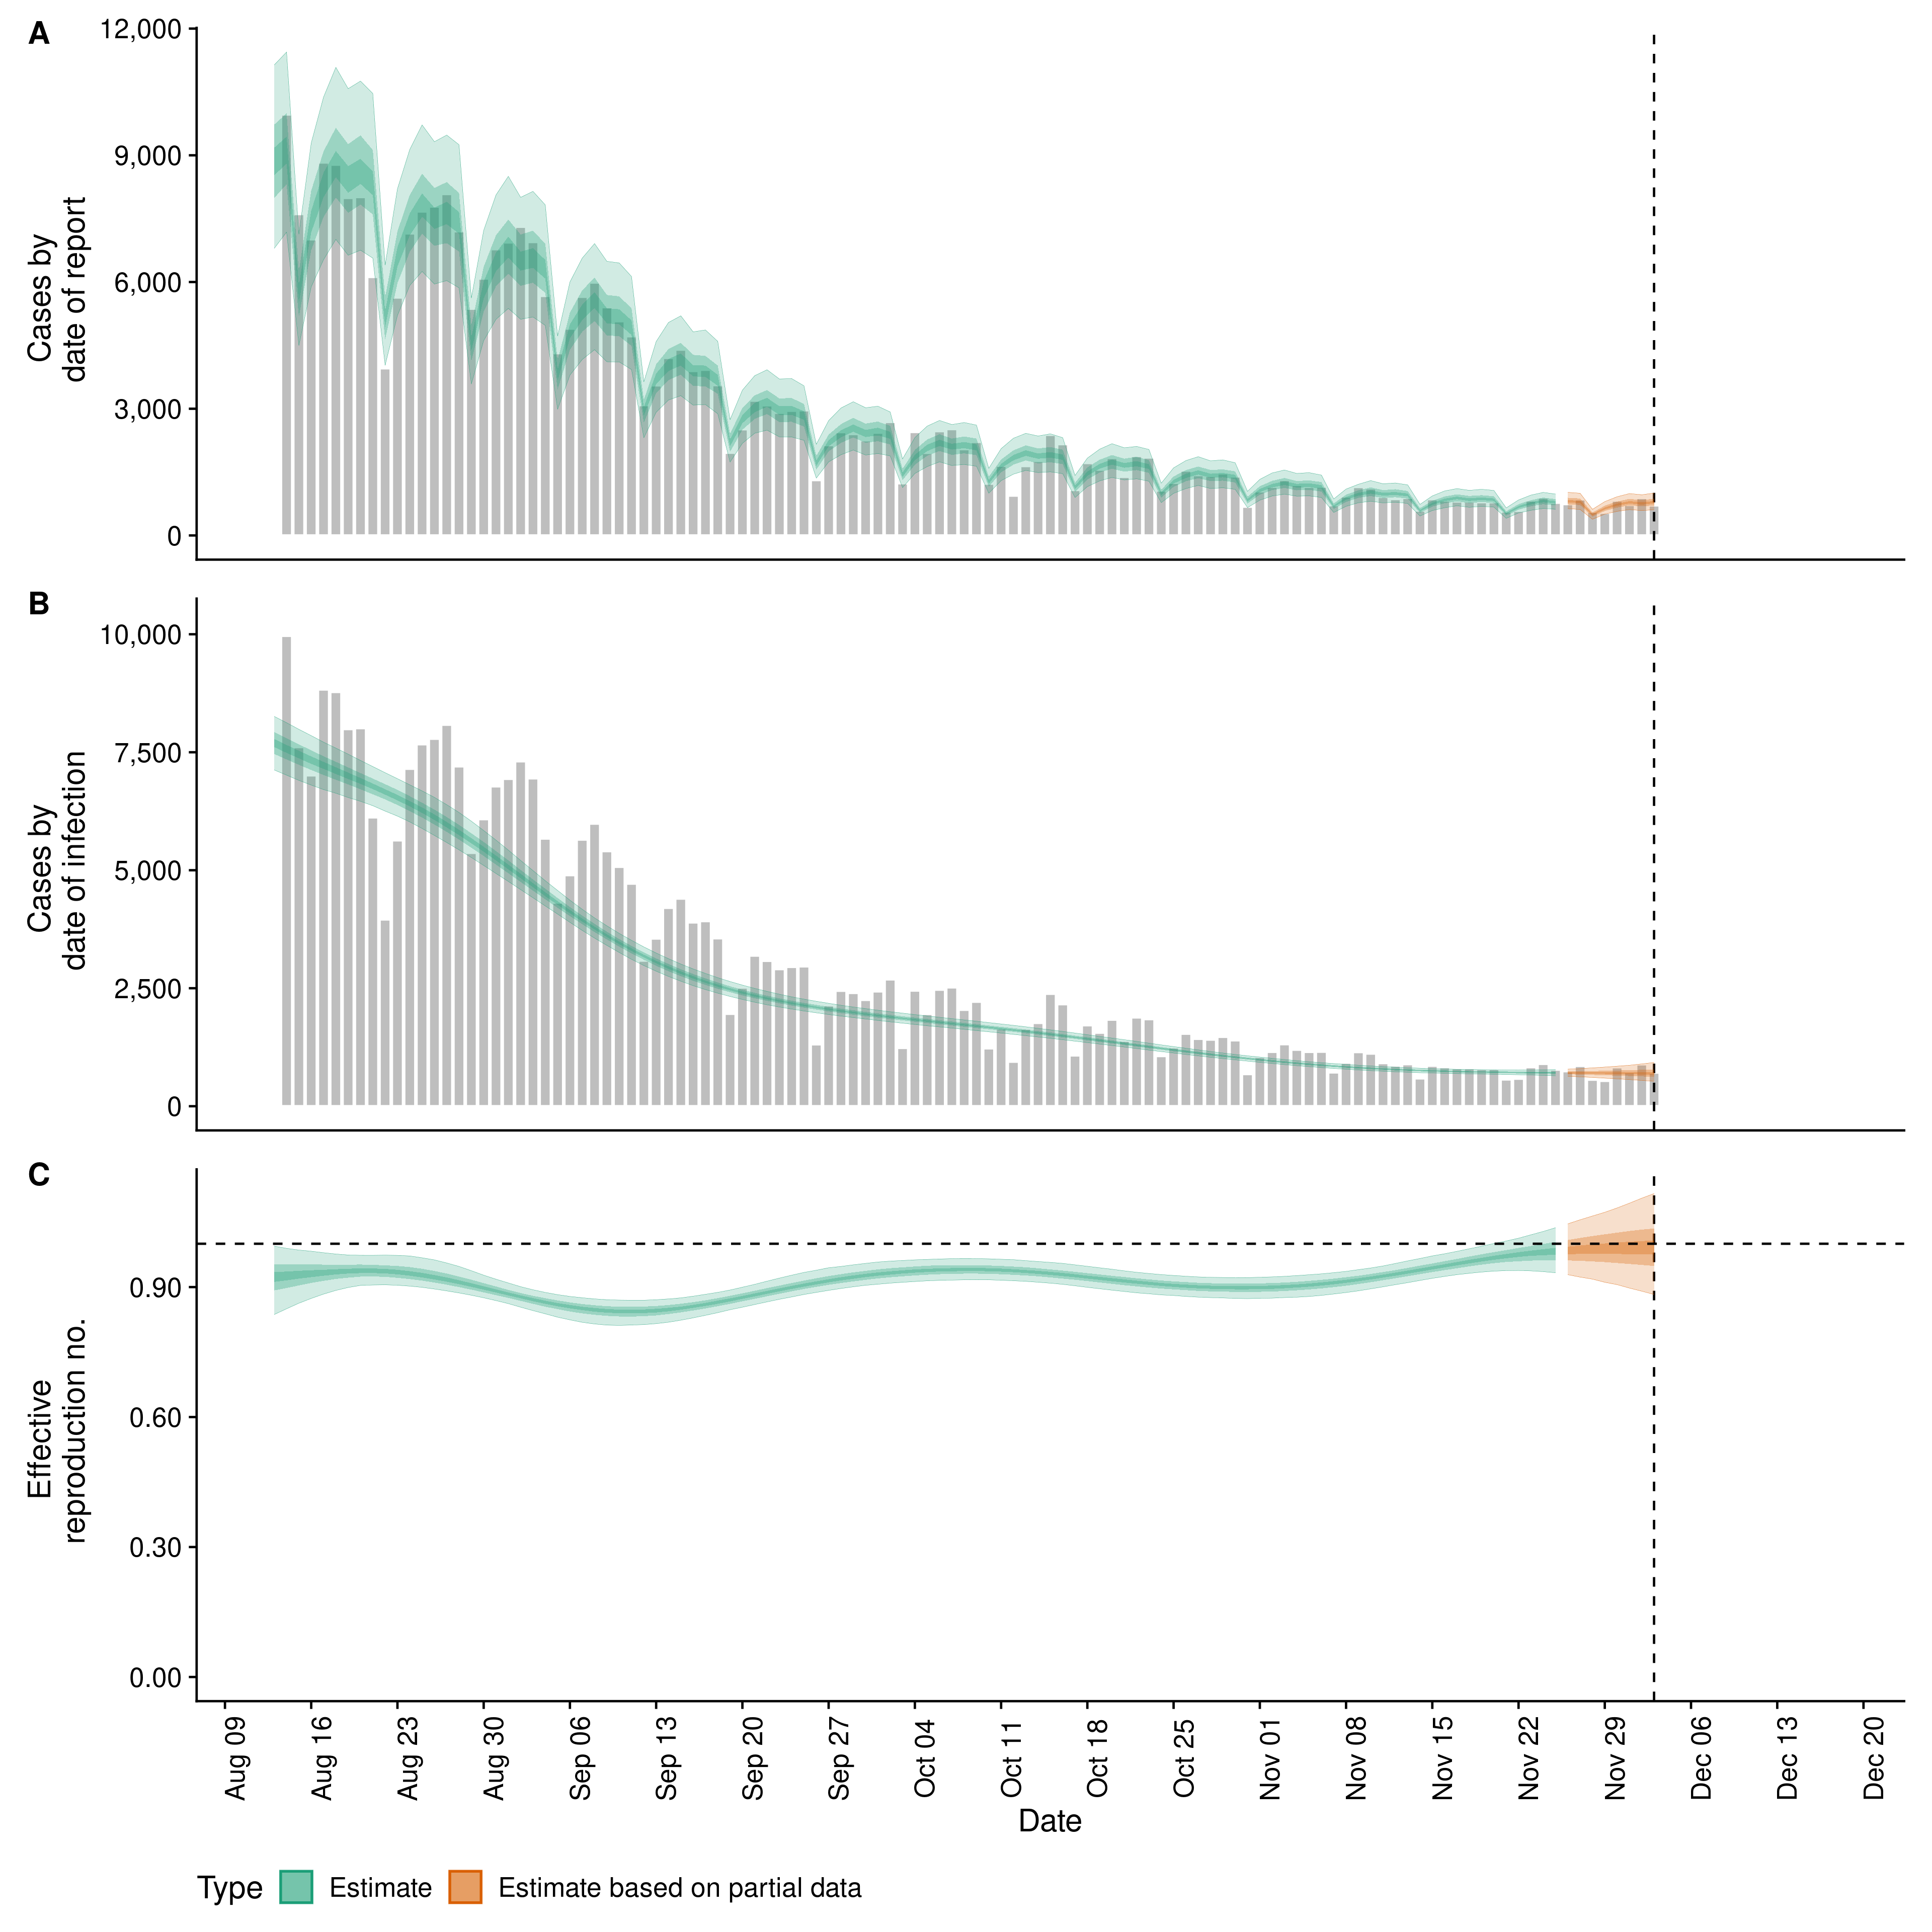 A
12,000
9,000
6,000
3,000
0
Cases by
date of report
B
10,000
7,500
5,000
2,500
0
Cases by
date of infection
C
0.90
0.60
0.30
0.00
Effective
reproduction no.
Aug 09
Aug 16
Aug 23
Aug 30
Sep 06
Sep 13
Sep 20
Sep 27
Oct 04
Oct 11
Oct 18
Oct 25
Nov 01
Nov 08
Nov 15
Nov 22
Nov 29
Dec 06
Dec 13
Dec 20
Date
Type Estimate Estimate based on partial data